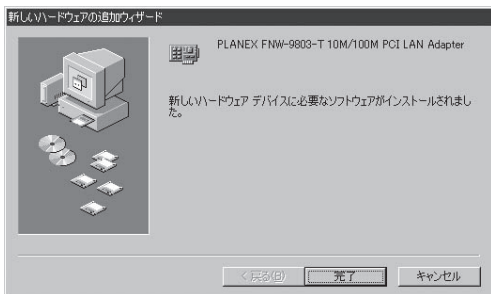 新しいハードウェアの追加ウィザード
PLANEX FNW-9803-T 10M/100M PCI LAN Adapter
新しいハードウェア デバイスに必要なソフトウェアがインストールされまし
た。
< 戻る(B)
完了
キャンセル